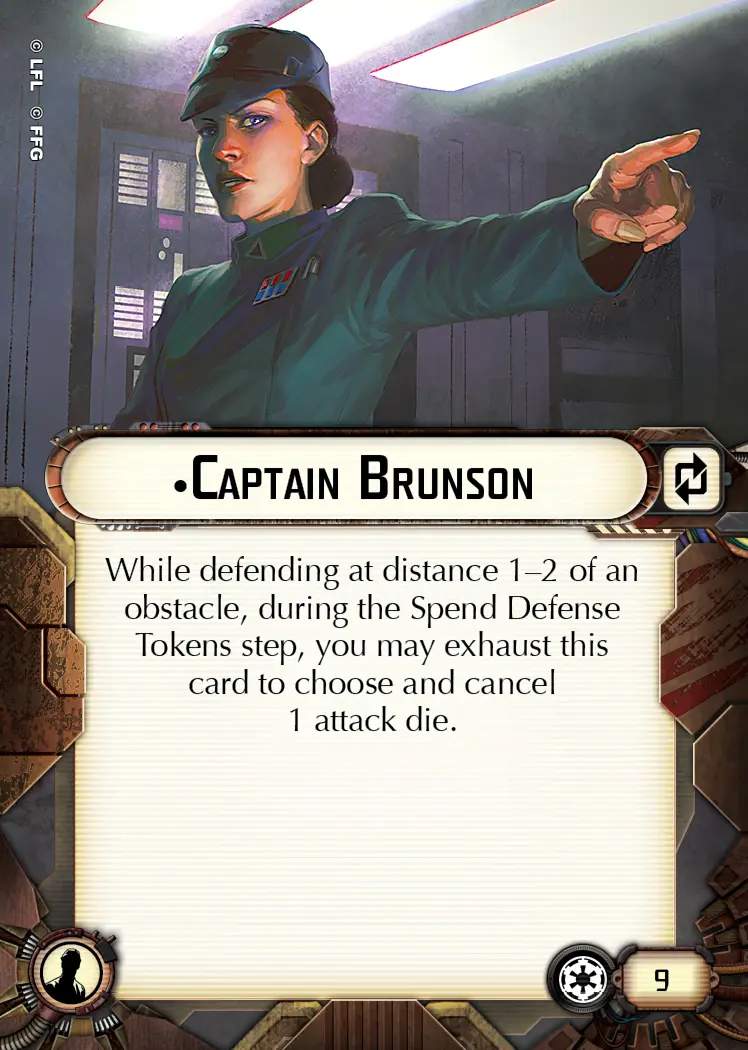 © LFL © FFG
•Captain Brunson
While defending at distance 1–2 of an
obstacle, during the Spend Defense
Tokens step, you may exhaust this
card to choose and cancel
1 attack die.
9